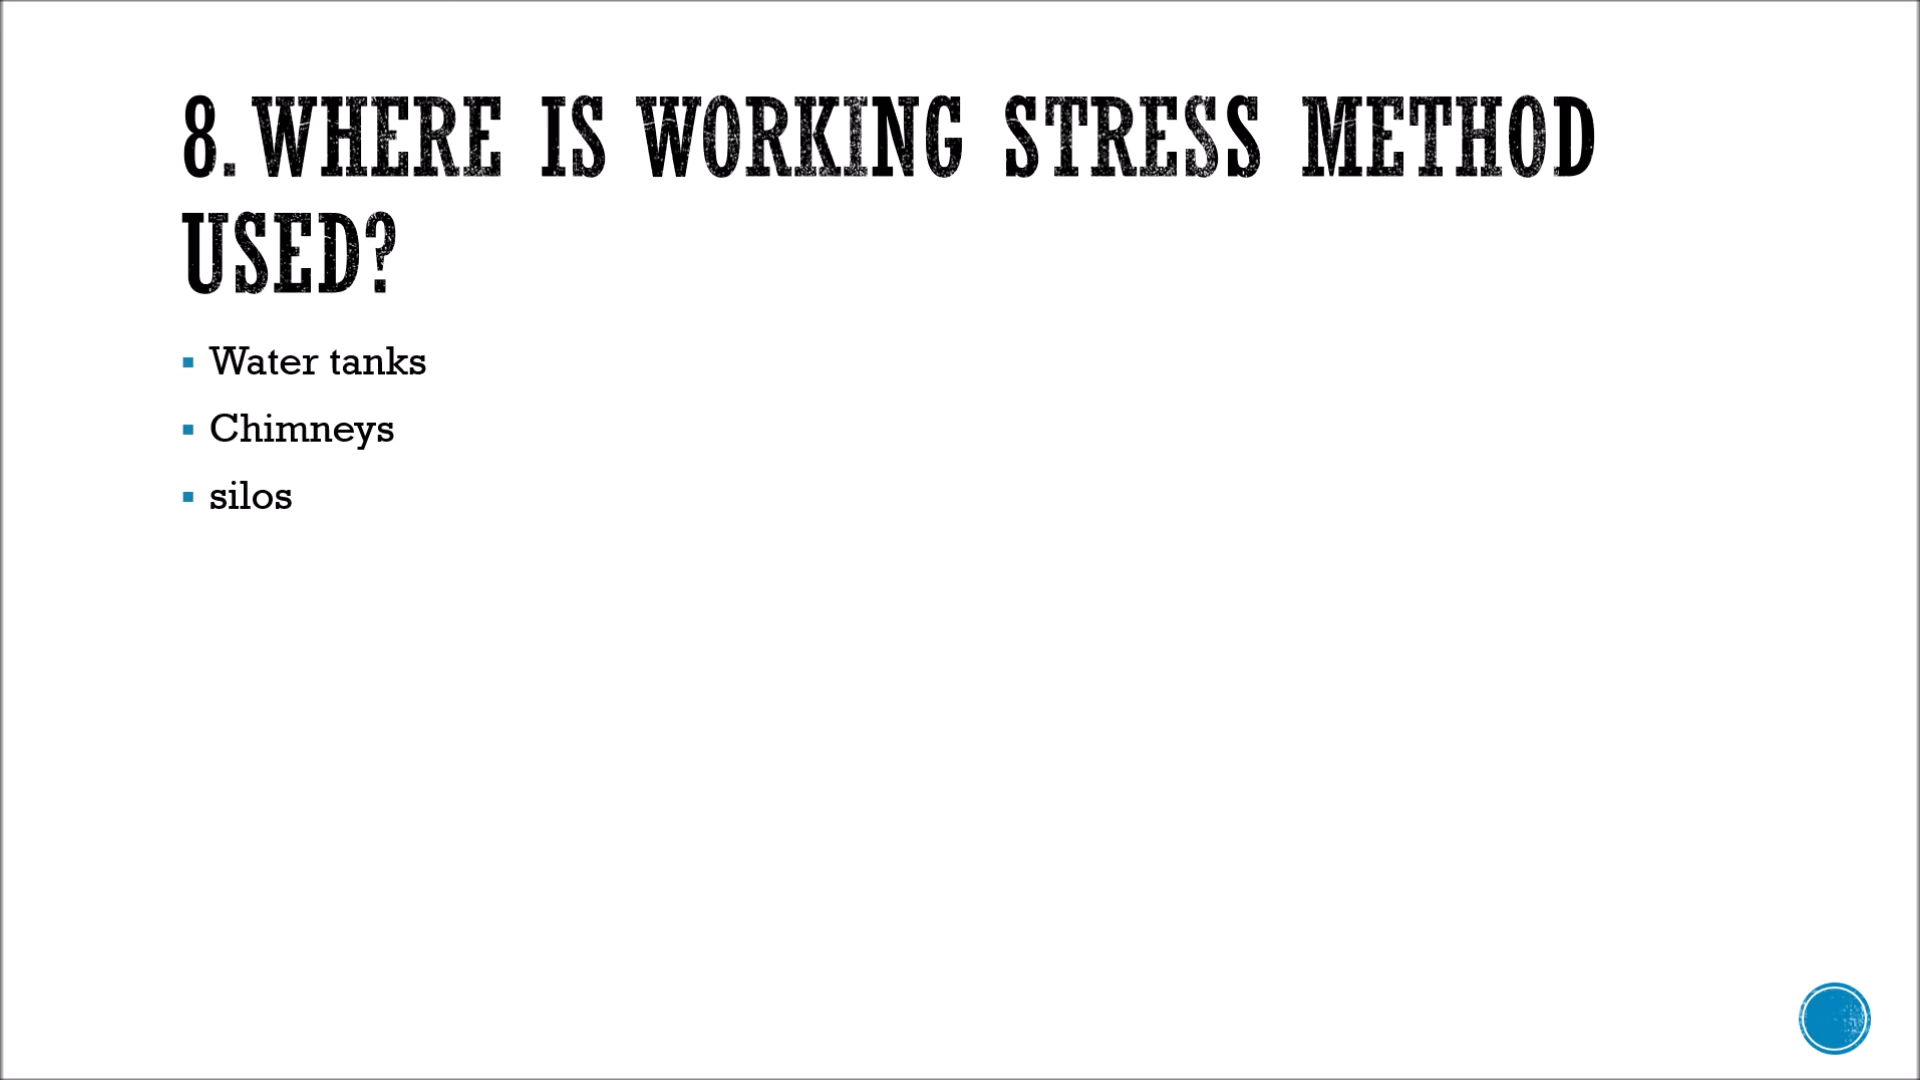 8. WHERE IS WORKING STRESS METHOD
USED?
Water tanks
Chimneys
silos